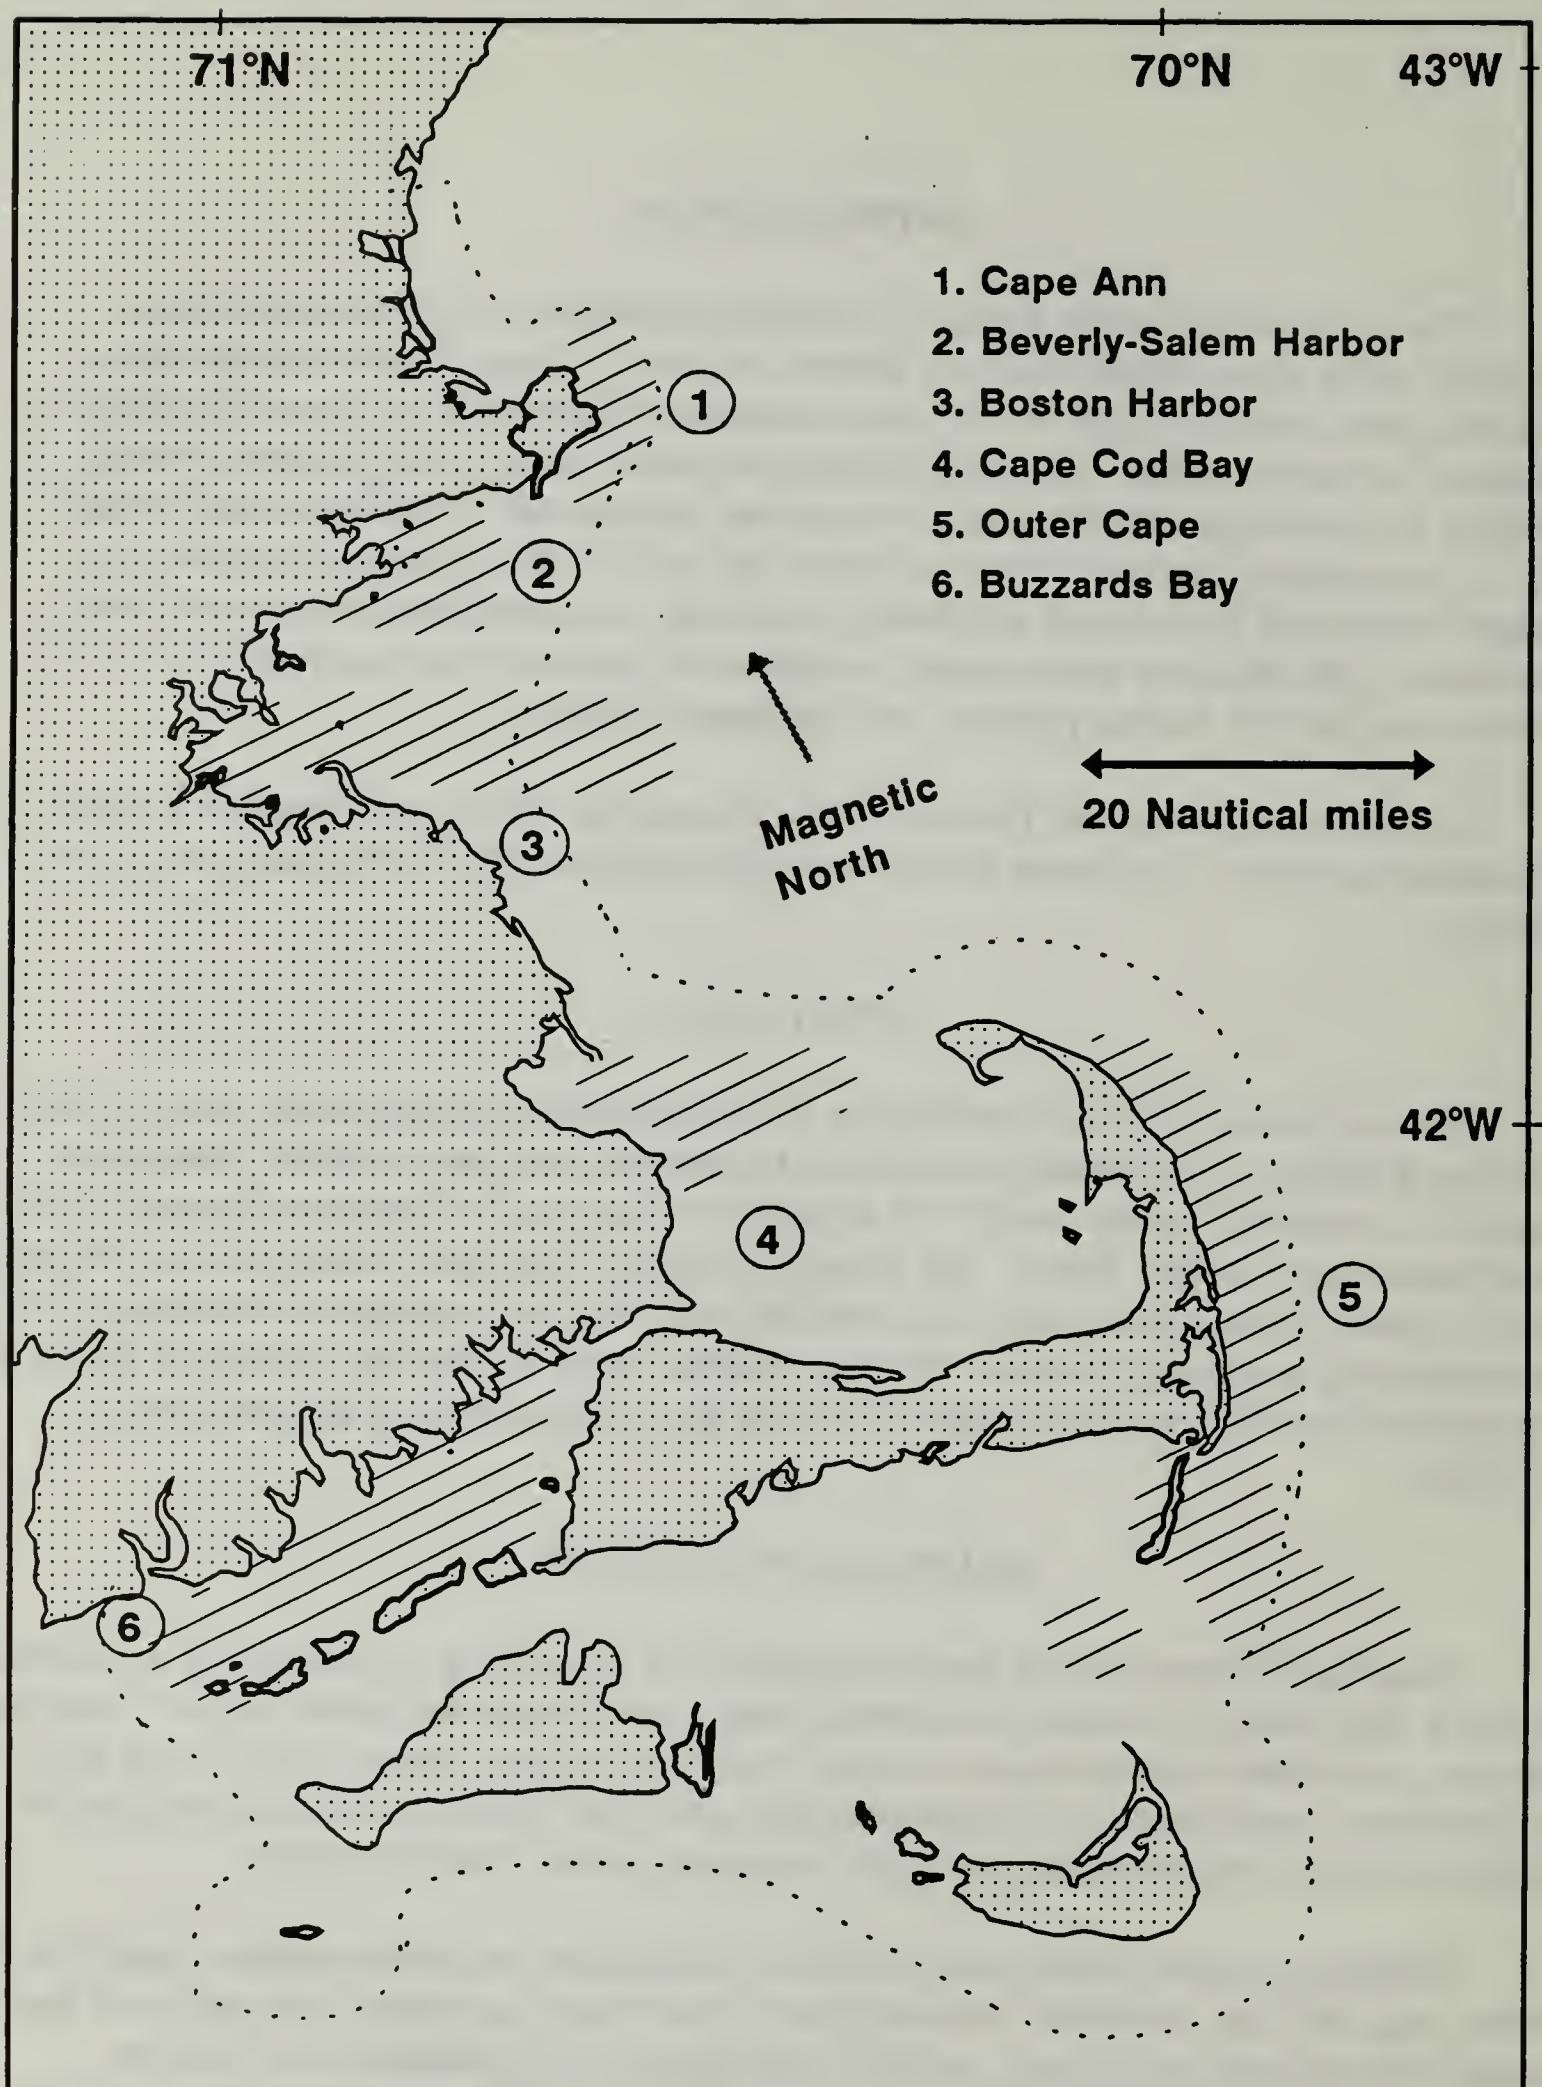 71°N
70°N
43°W
1. Cape Ann
2. Beverly-Salem Harbor
3. Boston Harbor
4. Cape Cod Bay
5. Outer Cape
6. Buzzards Bay
1
2
Magnetic
North
20 Nautical miles
3
42°W
4
5
6